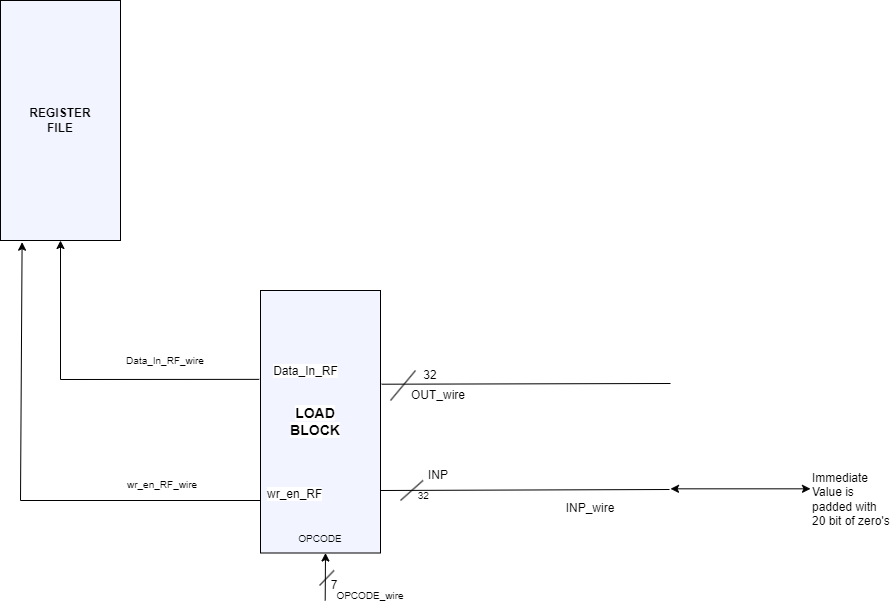 REGISTER
FILE
Data_In_RF_wire
Data_In_RF
32
OUT_wire
LOAD
BLOCK
wr_en_RF_wire
wr_en_RF
INP
32
INP_wire
Immediate
Value is
padded with
20 bit of zero's
OPCODE
7
OPCODE_wire